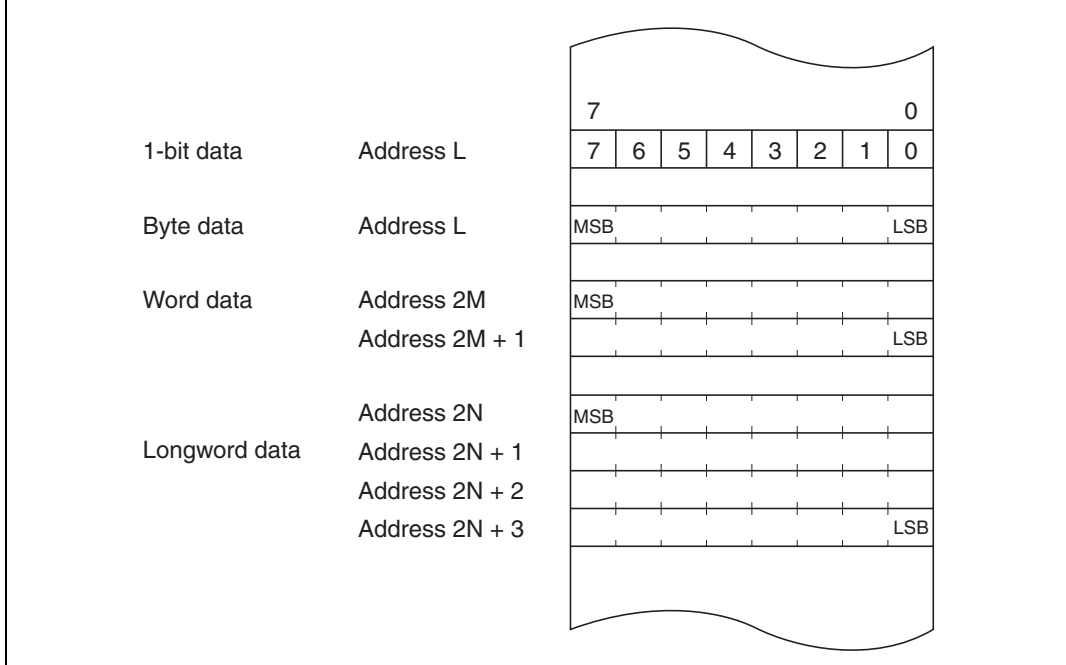 7 0
1-bit data Address L 7 6 5 4 3 2 1 0
Byte data Address L MSB LSB
Word data Address 2M MSB
Address 2M + 1 LSB
Address 2N MSB
Longword data Address 2N + 1
Address 2N + 2
Address 2N + 3 LSB